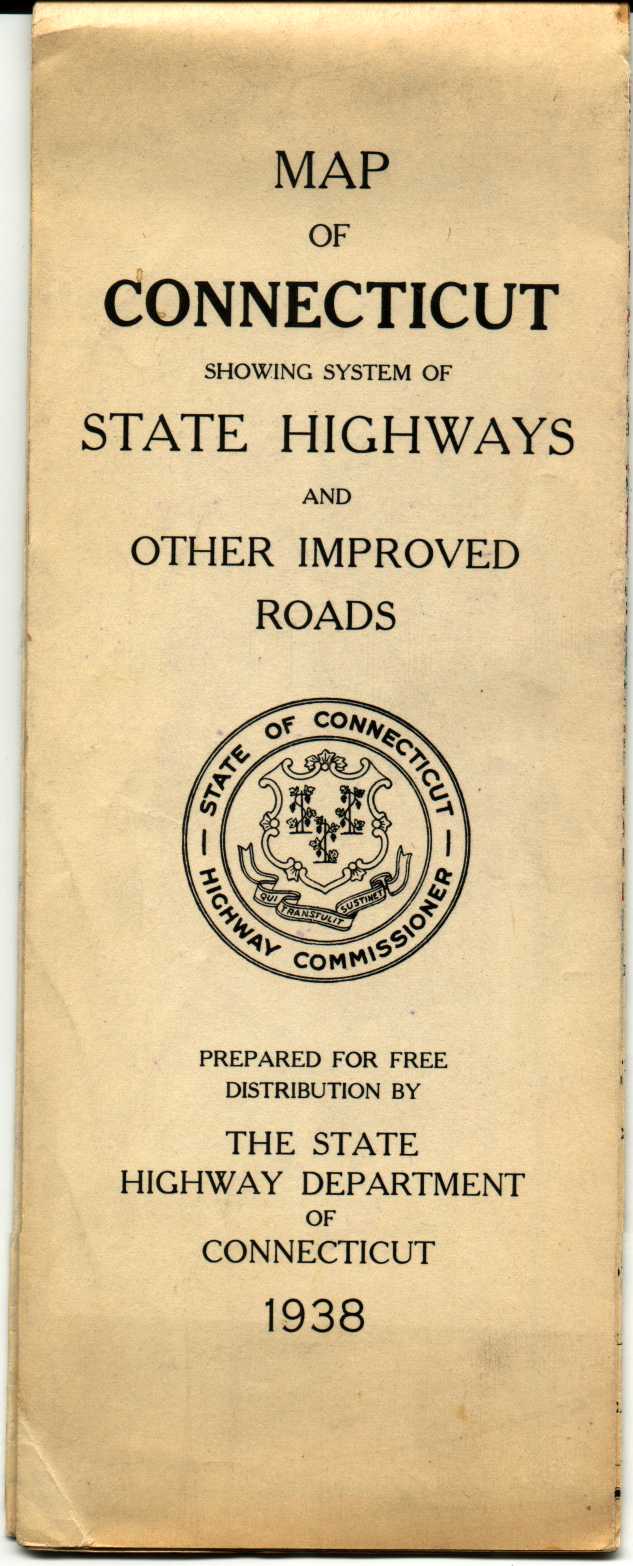 MAP
OF
CONNECTICUT
SHOWING SYSTEM OF
STATE HIGHWAYS
AND
OTHER IMPROVED
ROADS
STATE OF CONNECTICUT
QUI TRANSTULIT SUSTINET
HIGHWAY COMMISSIONER
PREPARED FOR FREE
DISTRIBUTION BY
THE STATE
HIGHWAY DEPARTMENT
OF
CONNECTICUT
1938